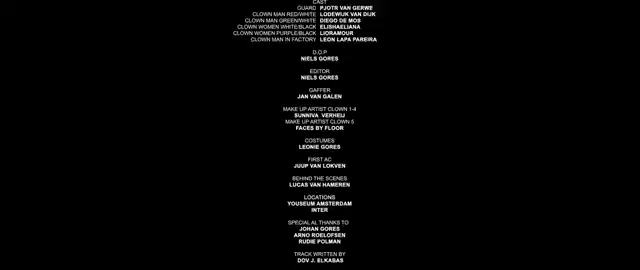 CAST
GUARD PJOTR VAN GERWE
CLOWN MAN RED/WHITE LODEWIJK VAN DIJK
CLOWN MAN GREEN/WHITE DIEGO DE MOS
CLOWN WOMEN WHITE/BLACK ELISHAELIANA
CLOWN WOMEN PURPLE/BLACK LIORAMOUR
CLOWN MAN IN FACTORY LEON LAPA PAREIRA
D.O.P
NIELS GORES
EDITOR
NIELS GORES
GAFFER
JAN VAN GALEN
MAKE UP ARTIST CLOWN 1-4
SUNNIVA VERHEIJ
MAKE UP ARTIST CLOWN 5
FACES BY FLOOR
COSTUMES
LEONIE GORES
FIRST AC
JUUP VAN LOKVEN
BEHIND THE SCENES
LUCAS VAN HAMEREN
LOCATIONS
YOUSEUM AMSTERDAM
INTER
SPECIAL AL THANKS TO
JOHAN GORES
ARNO ROELOFSEN
RUDIE POLMAN
TRACK WRITTEN BY
DOV J. ELKABAS